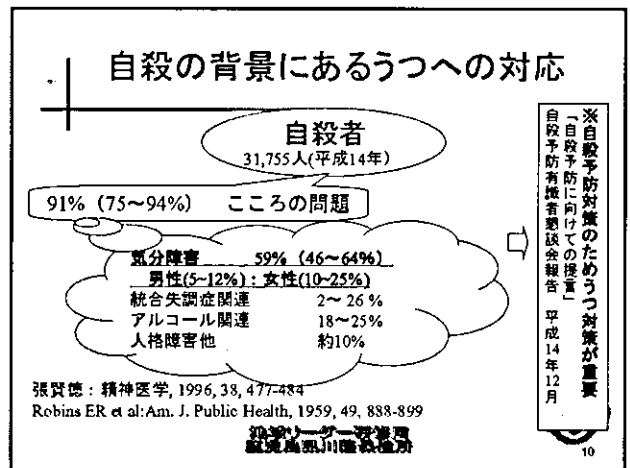 自殺の背景にあるうつへの対応
自殺者
31,755人(平成14年)
91% (75~94%) こころの問題
気分障害 59% (46~64%)
男性(5~12%):女性(10~25%)
統合失調症関連 2~26%
アルコール関連 18~25%
人格障害他 約10%
※自殺予防対策のためうつ対策が重要
「自殺予防に向けての提言」
自殺予防有識者懇談会報告 平成14年12月
張賢徳:精神医学, 1996, 38, 477-484
Robins ER et al: Am. J. Public Health, 1959, 49, 888-899
10